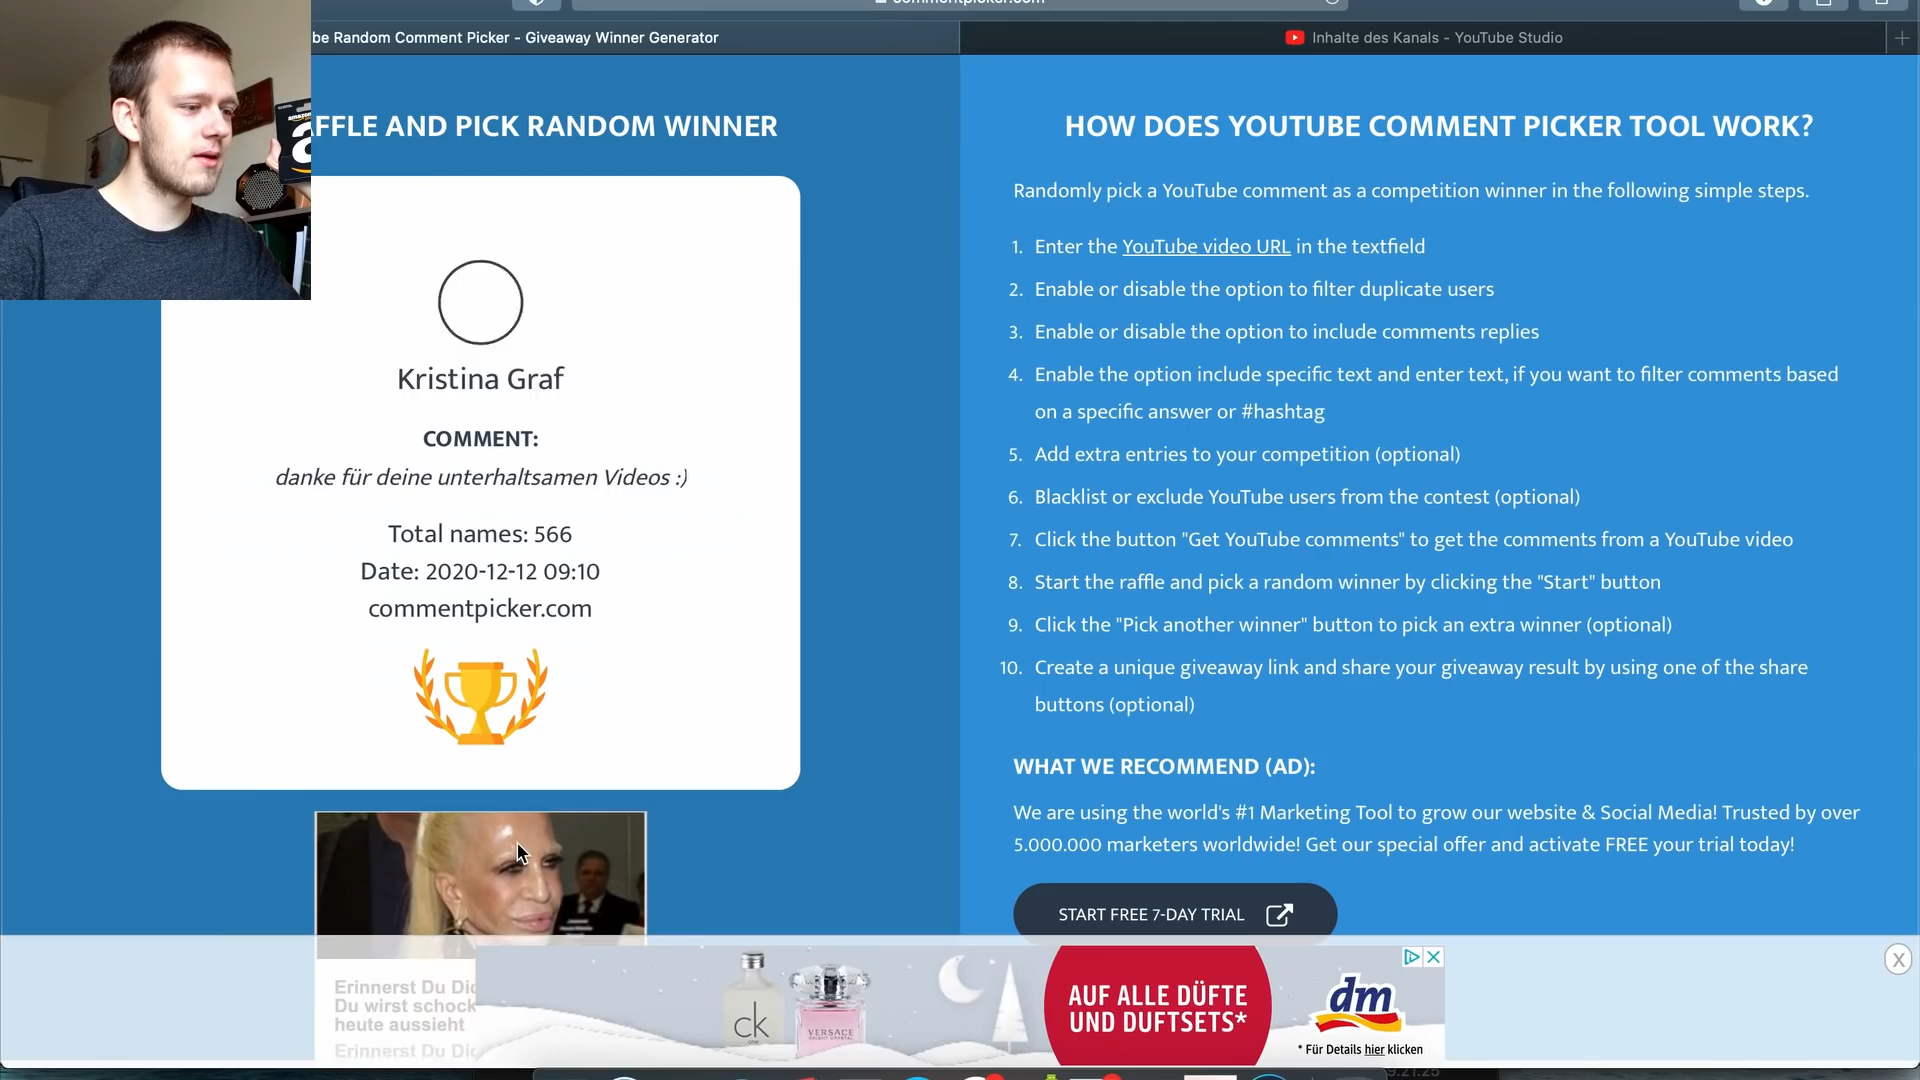 commentpicker.com
be Random Comment Picker - Giveaway Winner Generator
Inhalte des Kanals - YouTube Studio
amazon
FFLE AND PICK RANDOM WINNER
Kristina Graf
COMMENT:
danke für deine unterhaltsamen Videos :)
Total names: 566
Date: 2020-12-12 09:10
commentpicker.com
HOW DOES YOUTUBE COMMENT PICKER TOOL WORK?
Randomly pick a YouTube comment as a competition winner in the following simple steps.
1. Enter the YouTube video URL in the textfield
2. Enable or disable the option to filter duplicate users
3. Enable or disable the option to include comments replies
4. Enable the option include specific text and enter text, if you want to filter comments based
on a specific answer or #hashtag
5. Add extra entries to your competition (optional)
6. Blacklist or exclude YouTube users from the contest (optional)
7. Click the button "Get YouTube comments" to get the comments from a YouTube video
8. Start the raffle and pick a random winner by clicking the "Start" button
9. Click the "Pick another winner" button to pick an extra winner (optional)
10. Create a unique giveaway link and share your giveaway result by using one of the share
buttons (optional)
WHAT WE RECOMMEND (AD):
We are using the world's #1 Marketing Tool to grow our website & Social Media! Trusted by over
5.000.000 marketers worldwide! Get our special offer and activate FREE your trial today!
START FREE 7-DAY TRIAL
Erinnerst Du Dic
Du wirst schock
heute aussieht
Erinnerst Du Dic
ck
one
VERSACE
BRIGHT CRYSTAL
AUF ALLE DÜFTE
UND DUFTSETS*
dm
* Für Details hier klicken
X
9.21.25